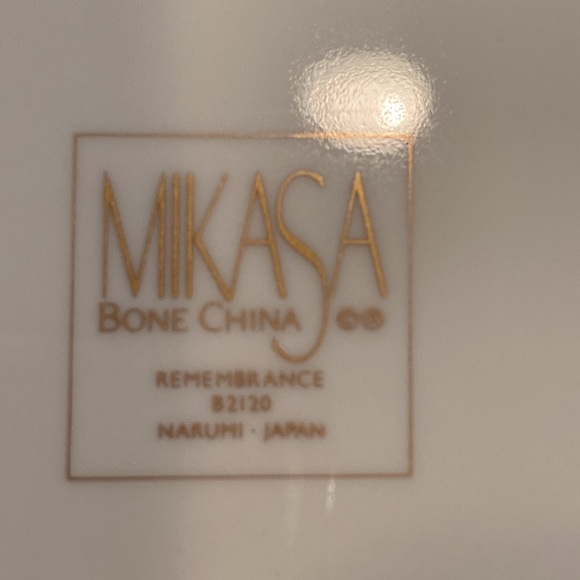 MIKASA
BONE CHINA ©®
REMEMBRANCE
B2120
NARUMI · JAPAN